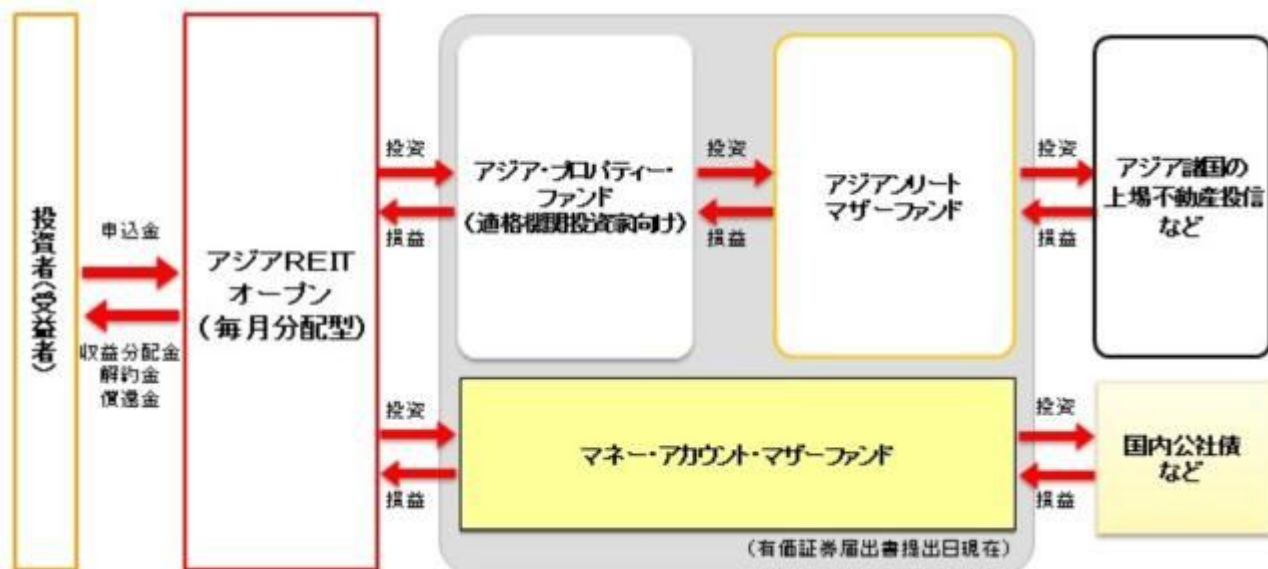 投資者(受益者)
申込金
収益分配金
解約金
償還金
アジアREIT
オープン
(毎月分配型)
投資
損益
アジア・プロパティー・
ファンド
(適格機関投資家向け)
投資
損益
アジアンリート
マザーファンド
投資
損益
アジア諸国の
上場不動産投信
など
投資
損益
マネー・アカウント・マザーファンド
投資
損益
国内公社債
など
(有価証券届出書提出日現在)